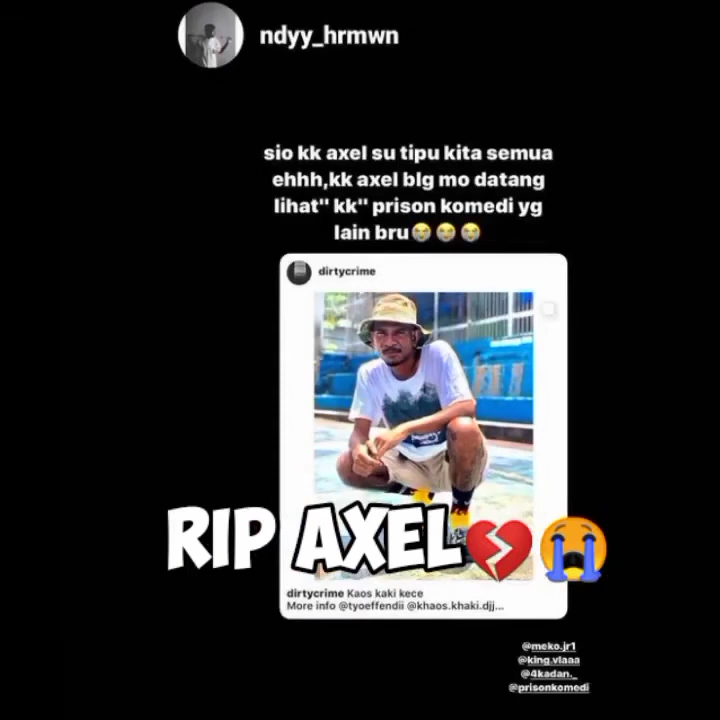 ndyy_hrmwn
sio kk axel su tipu kita semua
ehhh,kk axel blg mo datang
lihat" kk" prison komedi yg
lain bru😭😭😭
dirtycrime
RIP AXEL💔😭
dirtycrime Kaos kaki kece
More info @tyoeffendii @khaos.khaki.djj...
@meko.jr1
@king.vlaaa
@4kadan._
@prisonkomedi